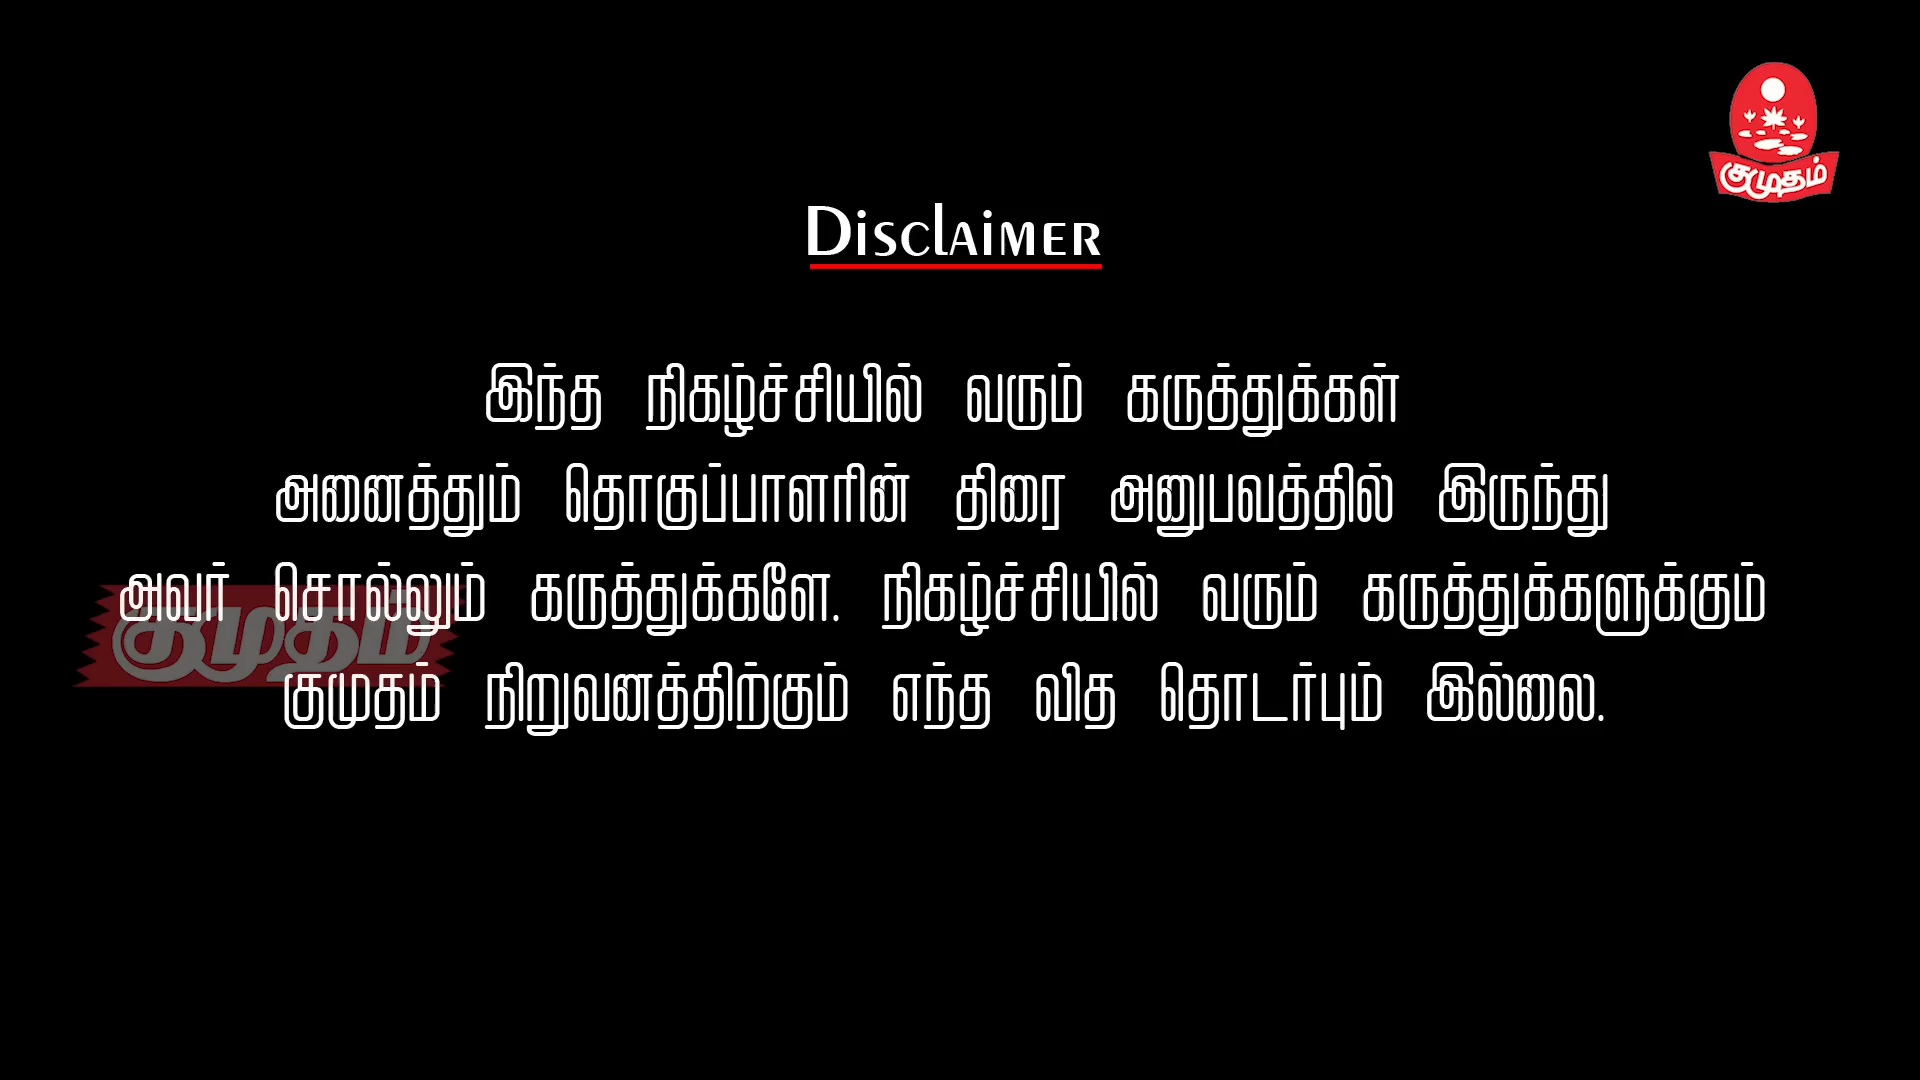 குமுதம்
Disclaimer
இந்த நிகழ்ச்சியில் வரும் கருத்துக்கள்
அனைத்தும் தொகுப்பாளரின் திரை அனுபவத்தில் இருந்து
அவர் சொல்லும் கருத்துக்களே. நிகழ்ச்சியில் வரும் கருத்துக்களுக்கும்
குமுதம்
குமுதம் நிறுவனத்திற்கும் எந்த வித தொடர்பும் இல்லை.